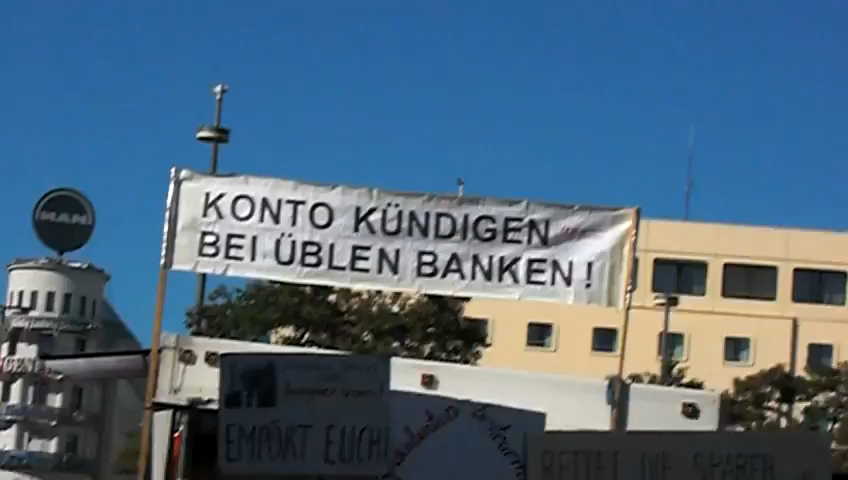 KONTO KÜNDIGEN
BEI ÜBLEN BANKEN!
MAN
EMPÖRT EUCH!
RETTET DIE SPARER